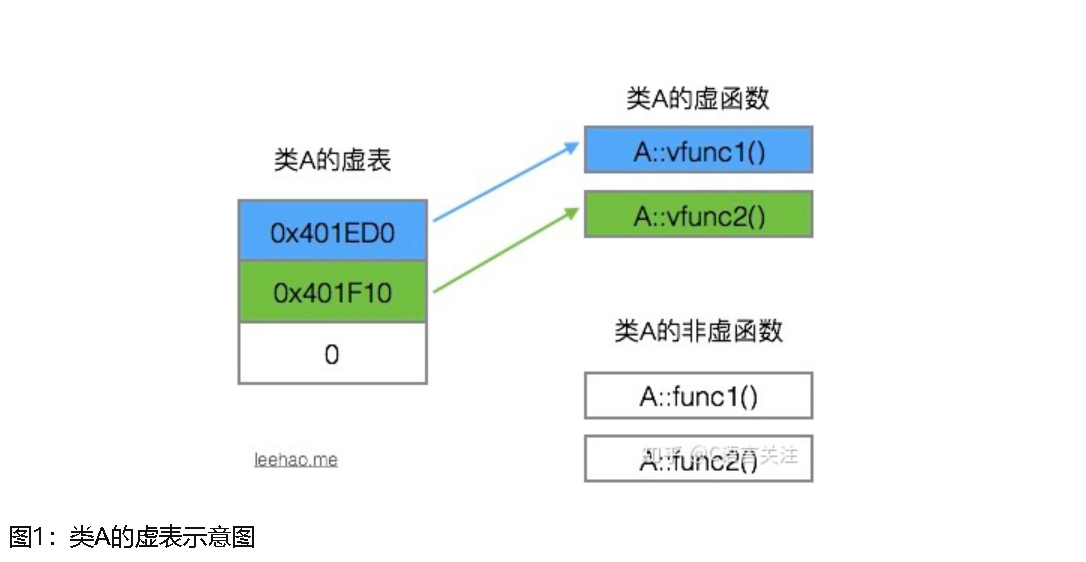 类A的虚函数
类A的虚表
A::vfunc1()
0x401ED0
A::vfunc2()
0x401F10
类A的非虚函数
0
A::func1()
leehao.me
知乎 @C语言关注
A::func2()
图1：类A的虚表示意图